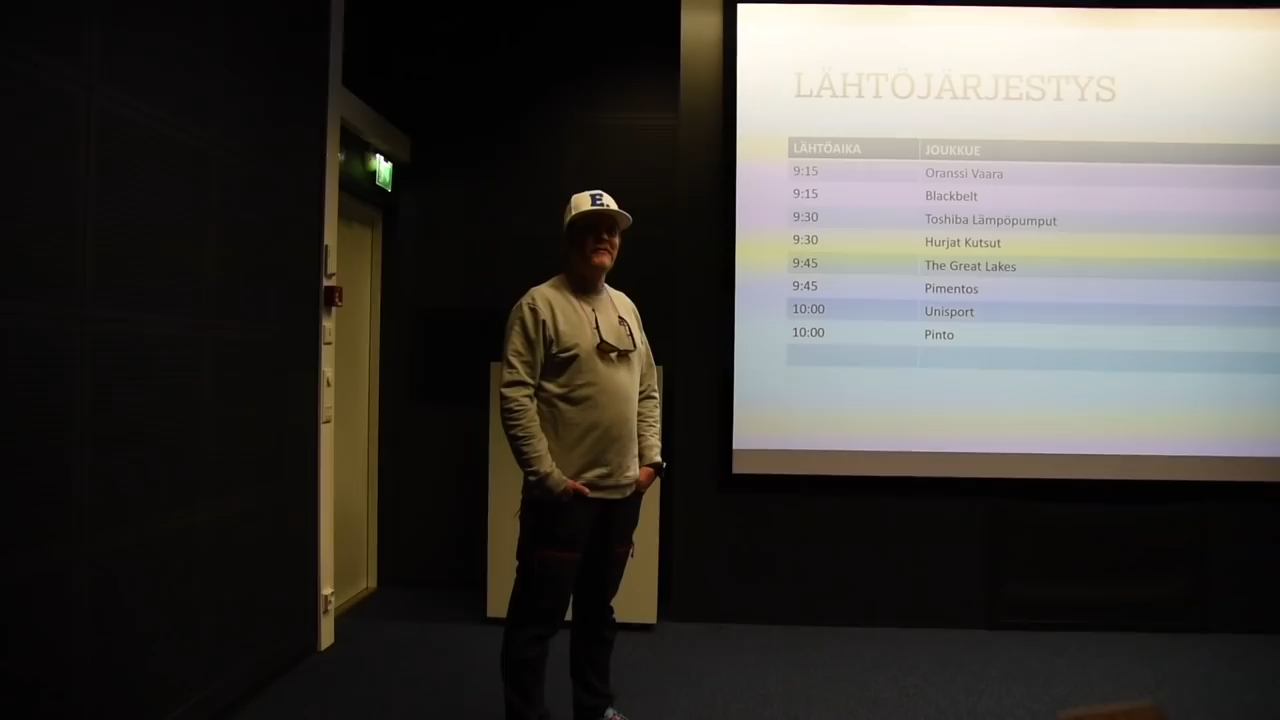 LÄHTÖJÄRJESTYS
LÄHTÖAIKA JOUKKUE
9:15 Oranssi Vaara
9:15 Blackbelt
9:30 Toshiba Lämpöpumput
9:30 Hurjat Kutsut
9:45 The Great Lakes
9:45 Pimentos
10:00 Unisport
10:00 Pinto
E.